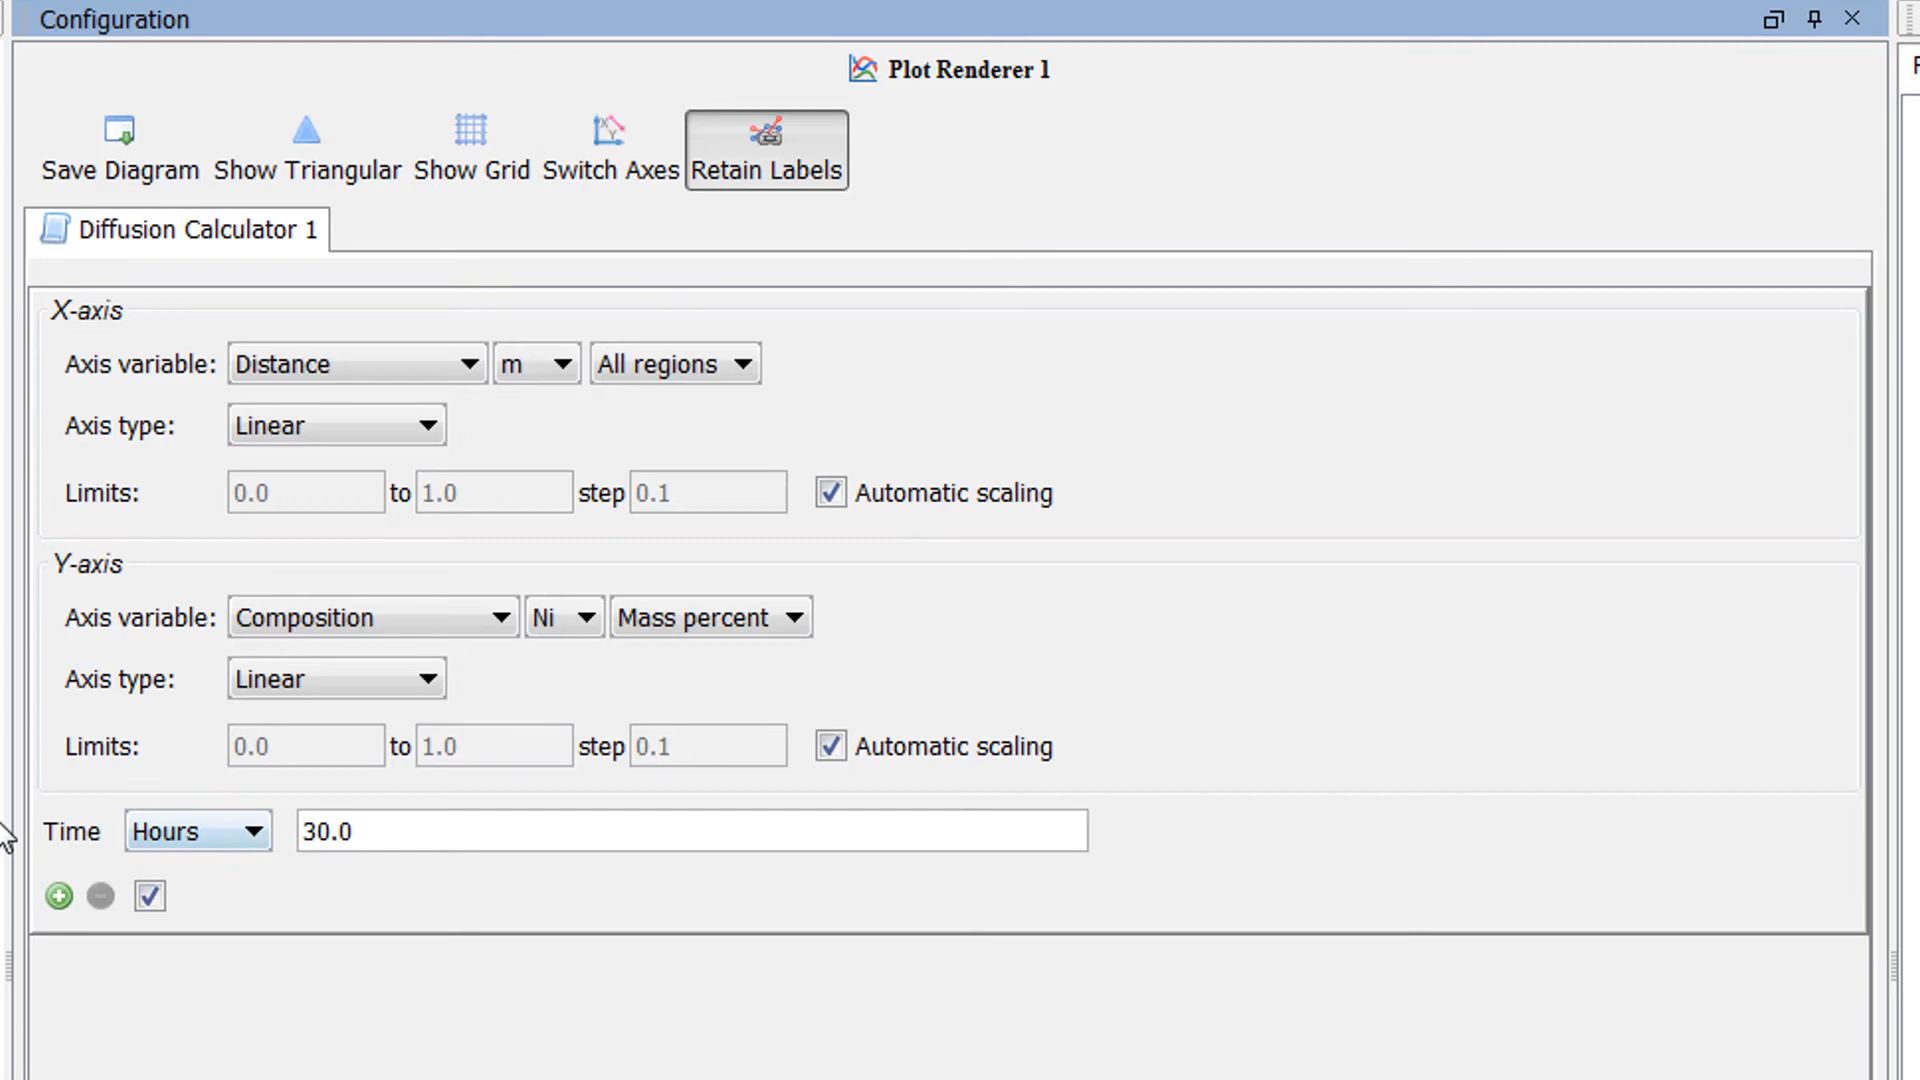 Configuration
Plot Renderer 1
Save Diagram Show Triangular Show Grid Switch Axes Retain Labels
Diffusion Calculator 1
X-axis
Axis variable: Distance m All regions
Axis type: Linear
Limits: 0.0 to 1.0 step 0.1 Automatic scaling
Y-axis
Axis variable: Composition Ni Mass percent
Axis type: Linear
Limits: 0.0 to 1.0 step 0.1 Automatic scaling
Time Hours 30.0